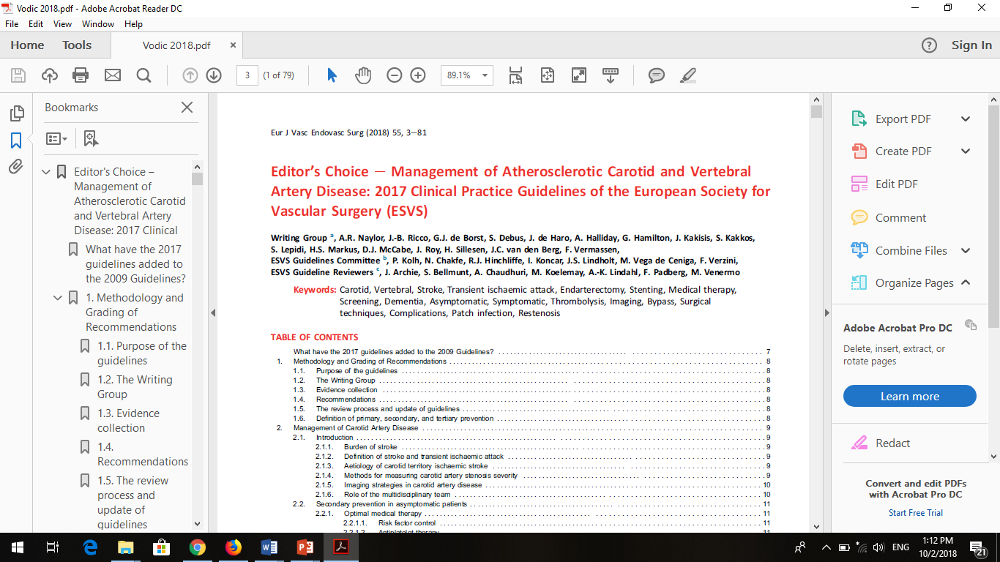 Vodic 2018.pdf - Adobe Acrobat Reader DC
File Edit View Window Help
Home Tools Vodic 2018.pdf × Sign In
3 (1 of 79) 89.1%
Bookmarks
Editor's Choice –
Management of
Atherosclerotic Carotid
and Vertebral Artery
Disease: 2017 Clinical
What have the 2017
guidelines added to
the 2009 Guidelines?
1. Methodology and
Grading of
Recommendations
1.1. Purpose of the
guidelines
1.2. The Writing
Group
1.3. Evidence
collection
1.4.
Recommendations
1.5. The review
process and
update of
guidelines
Eur J Vasc Endovasc Surg (2018) 55, 3—81
Editor's Choice — Management of Atherosclerotic Carotid and Vertebral
Artery Disease: 2017 Clinical Practice Guidelines of the European Society for
Vascular Surgery (ESVS)
Writing Group a, A.R. Naylor, J.-B. Ricco, G.J. de Borst, S. Debus, J. de Haro, A. Halliday, G. Hamilton, J. Kakisis, S. Kakkos,
S. Lepidi, H.S. Markus, D.J. McCabe, J. Roy, H. Sillesen, J.C. van den Berg, F. Vermassen,
ESVS Guidelines Committee b, P. Kolh, N. Chakfe, R.J. Hinchliffe, I. Koncar, J.S. Lindholt, M. Vega de Ceniga, F. Verzini,
ESVS Guideline Reviewers c, J. Archie, S. Bellmunt, A. Chaudhuri, M. Koelemay, A.-K. Lindahl, F. Padberg, M. Venermo
Keywords: Carotid, Vertebral, Stroke, Transient ischaemic attack, Endarterectomy, Stenting, Medical therapy,
Screening, Dementia, Asymptomatic, Symptomatic, Thrombolysis, Imaging, Bypass, Surgical
techniques, Complications, Patch infection, Restenosis
TABLE OF CONTENTS
What have the 2017 guidelines added to the 2009 Guidelines? 7
1. Methodology and Grading of Recommendations 8
1.1. Purpose of the guidelines 8
1.2. The Writing Group 8
1.3. Evidence collection 8
1.4. Recommendations 8
1.5. The review process and update of guidelines 8
1.6. Definition of primary, secondary, and tertiary prevention 8
2. Management of Carotid Artery Disease 9
2.1. Introduction 9
2.1.1. Burden of stroke 9
2.1.2. Definition of stroke and transient ischaemic attack 9
2.1.3. Aetiology of carotid territory ischaemic stroke 9
2.1.4. Methods for measuring carotid artery stenosis severity 9
2.1.5. Imaging strategies in carotid artery disease 10
2.1.6. Role of the multidisciplinary team 10
2.2. Secondary prevention in asymptomatic patients 11
2.2.1. Optimal medical therapy 11
2.2.1.1. Risk factor control 11
2.2.1.2. Antiplatelet therapy 11
Export PDF
Create PDF
Edit PDF
Comment
Combine Files
Organize Pages
Adobe Acrobat Pro DC
Delete, insert, extract, or
rotate pages
Learn more
Redact
Convert and edit PDFs
with Acrobat Pro DC
Start Free Trial
ENG 1:12 PM
10/2/2018
21